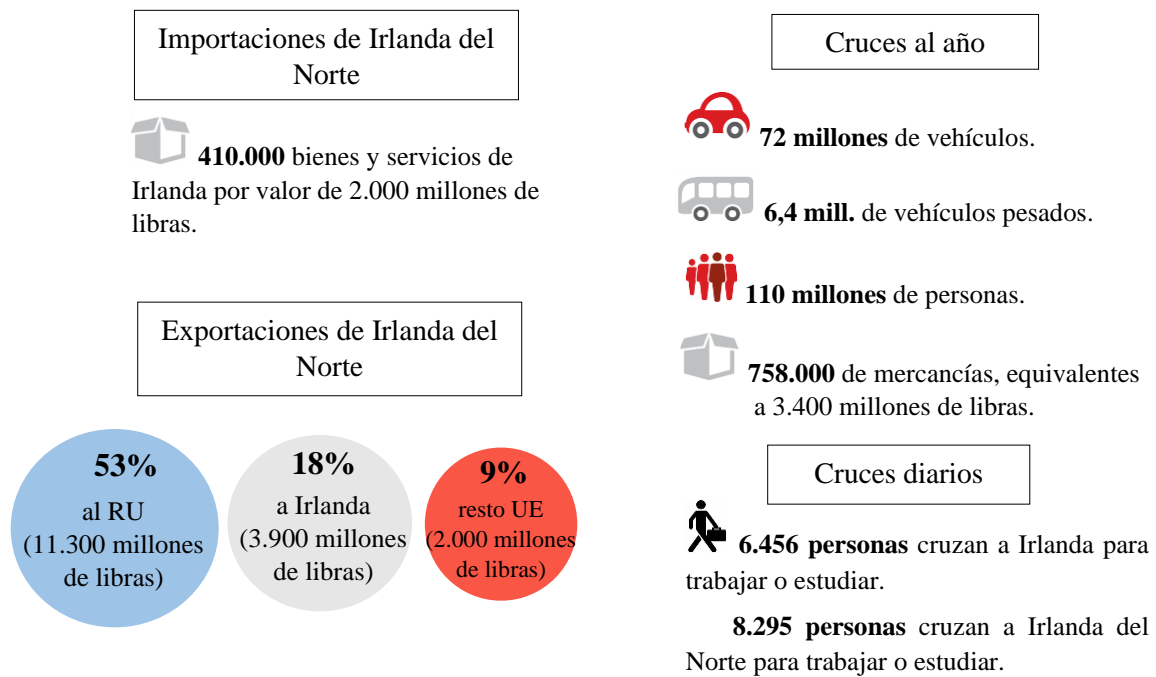 Importaciones de Irlanda del
Norte
410.000 bienes y servicios de
Irlanda por valor de 2.000 millones de
libras.
Exportaciones de Irlanda del
Norte
53%
al RU
(11.300 millones
de libras)
18%
a Irlanda
(3.900 millones
de libras)
9%
resto UE
(2.000 millones
de libras)
Cruces al año
72 millones de vehículos.
6,4 mill. de vehículos pesados.
110 millones de personas.
758.000 de mercancías, equivalentes
a 3.400 millones de libras.
Cruces diarios
6.456 personas cruzan a Irlanda para
trabajar o estudiar.
8.295 personas cruzan a Irlanda del
Norte para trabajar o estudiar.